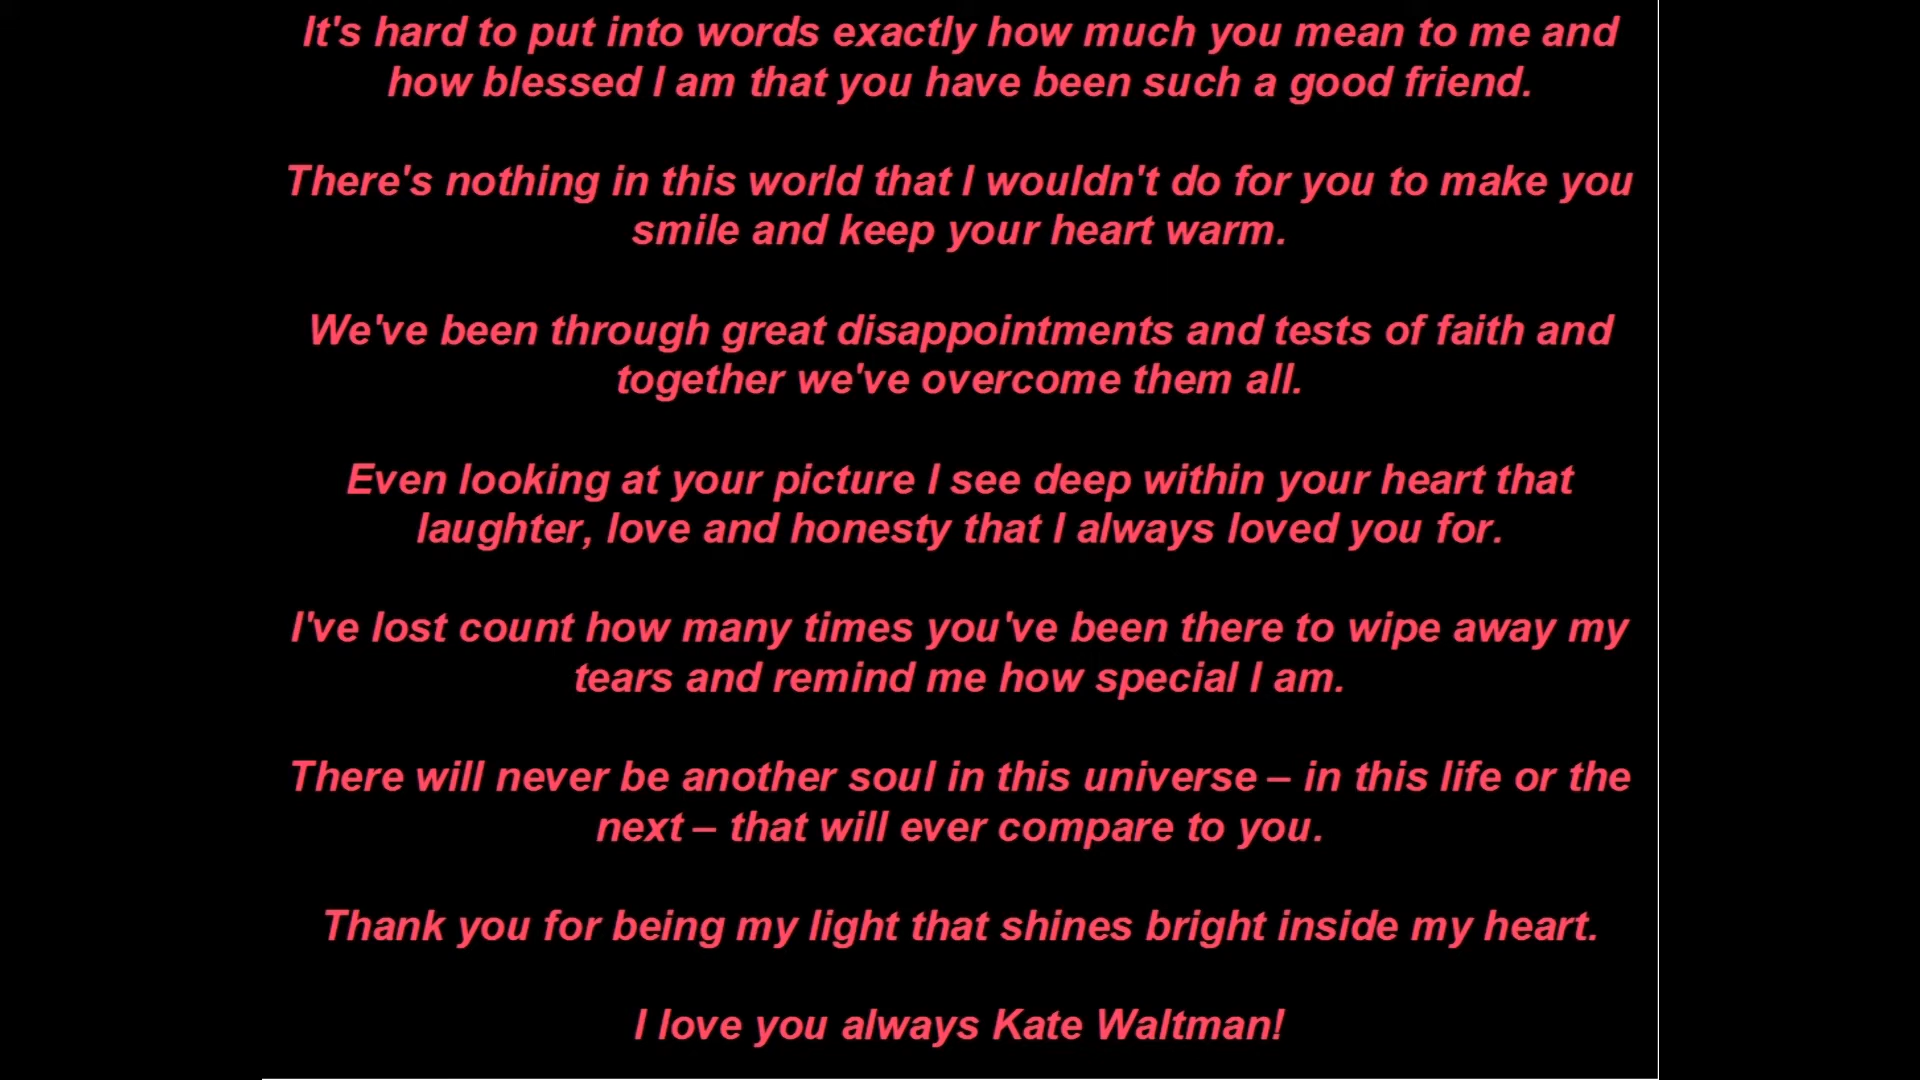 It's hard to put into words exactly how much you mean to me and
how blessed I am that you have been such a good friend.
There's nothing in this world that I wouldn't do for you to make you
smile and keep your heart warm.
We've been through great disappointments and tests of faith and
together we've overcome them all.
Even looking at your picture I see deep within your heart that
laughter, love and honesty that I always loved you for.
I've lost count how many times you've been there to wipe away my
tears and remind me how special I am.
There will never be another soul in this universe – in this life or the
next – that will ever compare to you.
Thank you for being my light that shines bright inside my heart.
I love you always Kate Waltman!